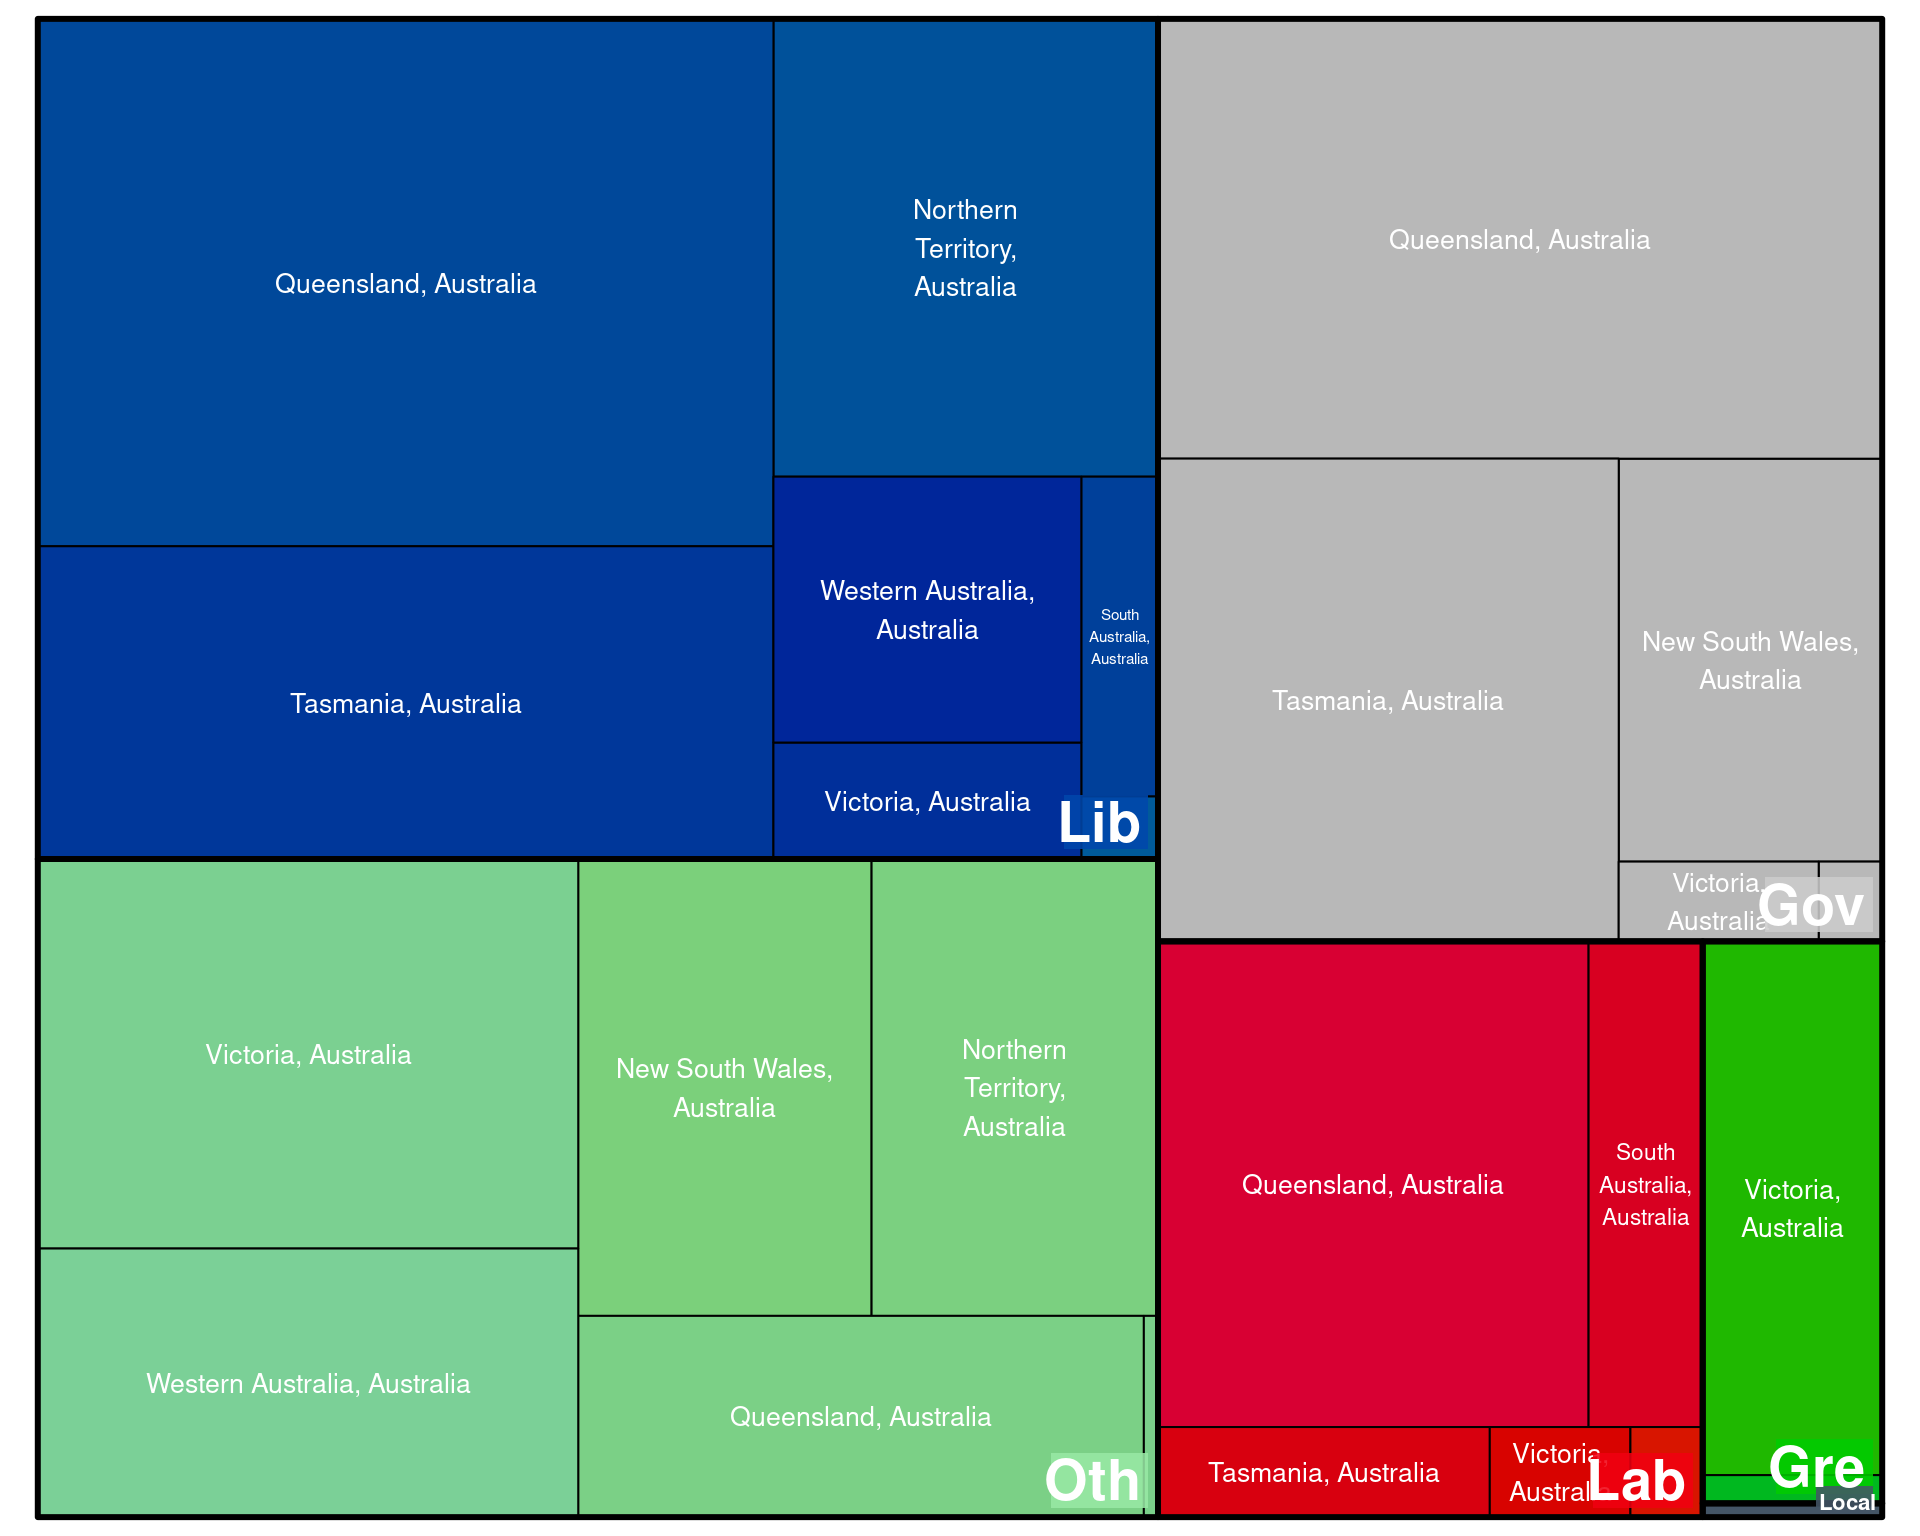 Queensland, Australia
Northern
Territory,
Australia
Tasmania, Australia
Western Australia,
Australia
South
Australia,
Australia
Victoria, Australia
Lib
Queensland, Australia
Tasmania, Australia
New South Wales,
Australia
Victoria,
Australia
Gov
Victoria, Australia
New South Wales,
Australia
Northern
Territory,
Australia
Western Australia, Australia
Queensland, Australia
Oth
Queensland, Australia
South
Australia,
Australia
Tasmania, Australia
Victoria,
Australia
Lab
Victoria,
Australia
Gre
Local